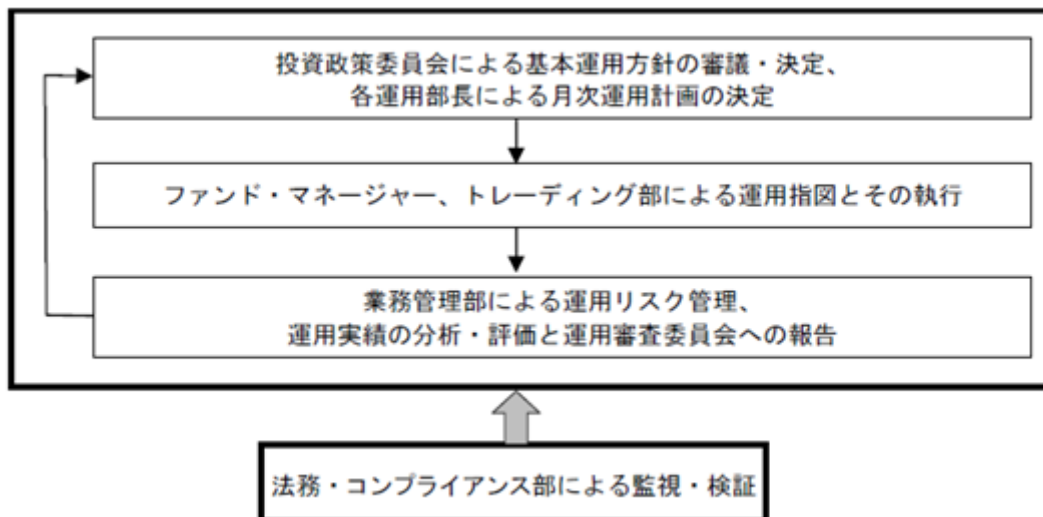 投資政策委員会による基本運用方針の審議・決定、
各運用部長による月次運用計画の決定
ファンド・マネージャー、トレーディング部による運用指図とその執行
業務管理部による運用リスク管理、
運用実績の分析・評価と運用審査委員会への報告
法務・コンプライアンス部による監視・検証